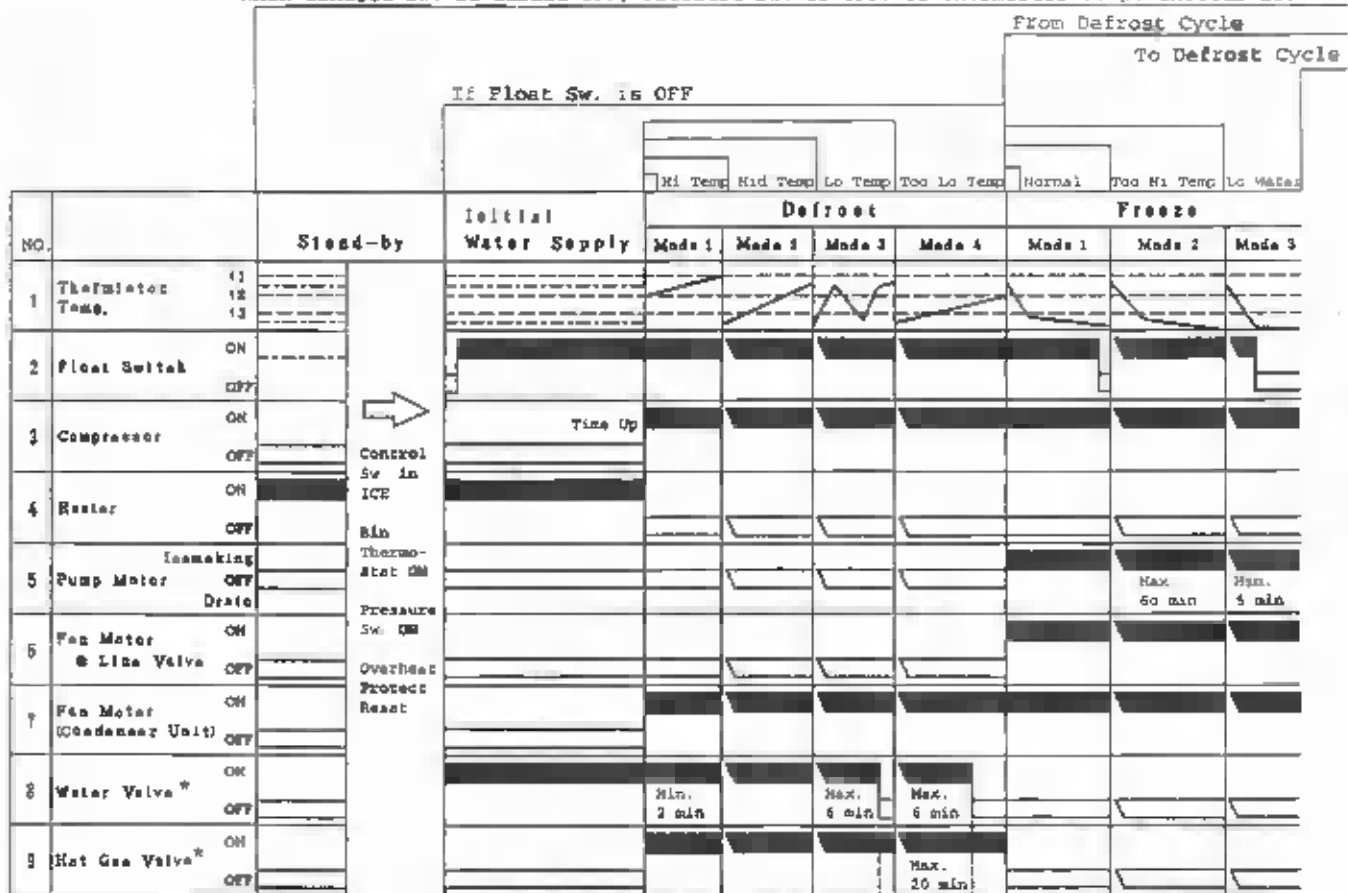 From Defrost Cycle
To Defrost Cycle
If Float Sw. is OFF
Hi Temp Mid Temp Lo Temp Too Lo Temp Normal Too Hi Temp Lo Water
Defrost Freeze
Initial
NO. Stand-by Water Supply Mode 1 Mode 2 Mode 3 Mode 4 Mode 1 Mode 2 Mode 3
1 Thermistor Temp.
2 Float Switch ON OFF
3 Compressor ON OFF
Time Up
4 ON OFF
Control
Sw in
ICE
Bin
Thermo-
stat ON
Pressure
Sw. ON
Overheat
Protect
Reset
5 Pump Motor Icemaking OFF Drain
Max 60 min
5 min
6 Fan Motor & Line Valve ON OFF
7 Fan Motor (Condenser Unit) ON OFF
8 Water Valve * ON OFF
Min. 2 min
Max. 6 min
Max. 6 min
9 Hot Gas Valve * ON OFF
Max. 20 min